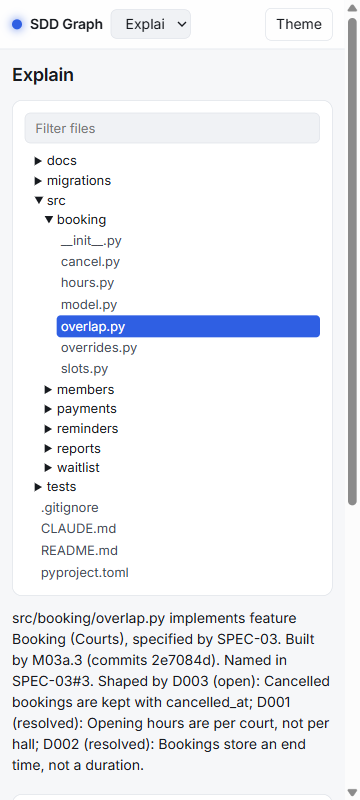 SDD Graph
Explai
Theme
Explain
Filter files
docs
migrations
src
booking
__init__.py
cancel.py
hours.py
model.py
overlap.py
overrides.py
slots.py
members
payments
reminders
reports
waitlist
tests
.gitignore
CLAUDE.md
README.md
pyproject.toml
src/booking/overlap.py implements feature
Booking (Courts), specified by SPEC-03. Built
by M03a.3 (commits 2e7084d). Named in
SPEC-03#3. Shaped by D003 (open): Cancelled
bookings are kept with cancelled_at; D001
(resolved): Opening hours are per court, not per
hall; D002 (resolved): Bookings store an end
time, not a duration.